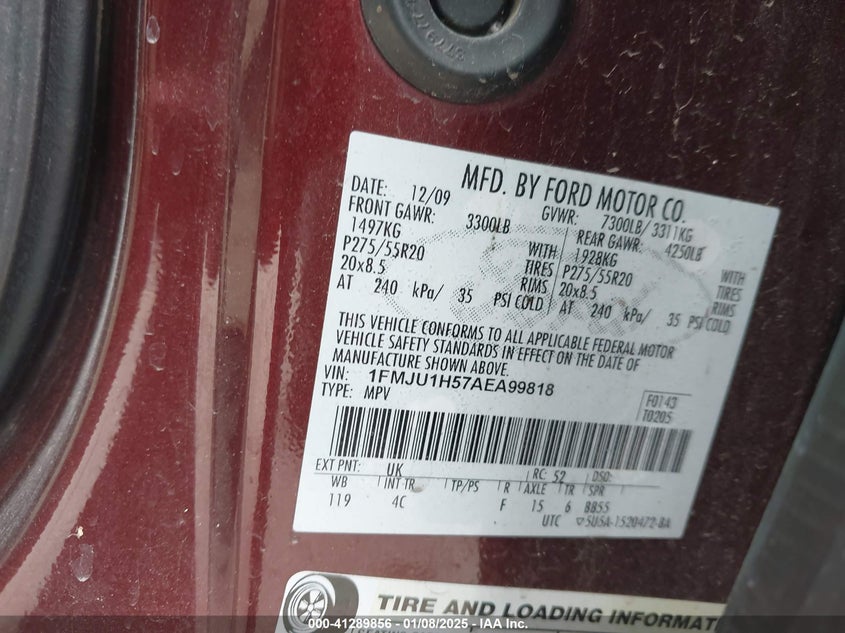 MFD. BY FORD MOTOR CO.
DATE: 12/09 GVWR: 7300LB/ 3311KG
FRONT GAWR: 3300LB REAR GAWR: 4250LB
1497KG WITH 1928KG WITH
P275/55R20 TIRES P275/55R20 TIRES
20x8.5 RIMS 20x8.5 RIMS
AT 240 kPa/ 35 PSI COLD AT 240 kPa/ 35 PSI COLD
THIS VEHICLE CONFORMS TO ALL APPLICABLE FEDERAL MOTOR
VEHICLE SAFETY STANDARDS IN EFFECT ON THE DATE OF
MANUFACTURE SHOWN ABOVE.
VIN: 1FMJU1H57AEA99818
TYPE: MPV
F0143
T0205
EXT PNT: UK RC: 52 DSO:
WB INT TR TP/PS R AXLE TR SPR
119 4C F 15 6 BB55
UTC ▽5U5A-1520472-BA
TIRE AND LOADING INFORMAT
000-41289856 - 01/08/2025 - IAA Inc.